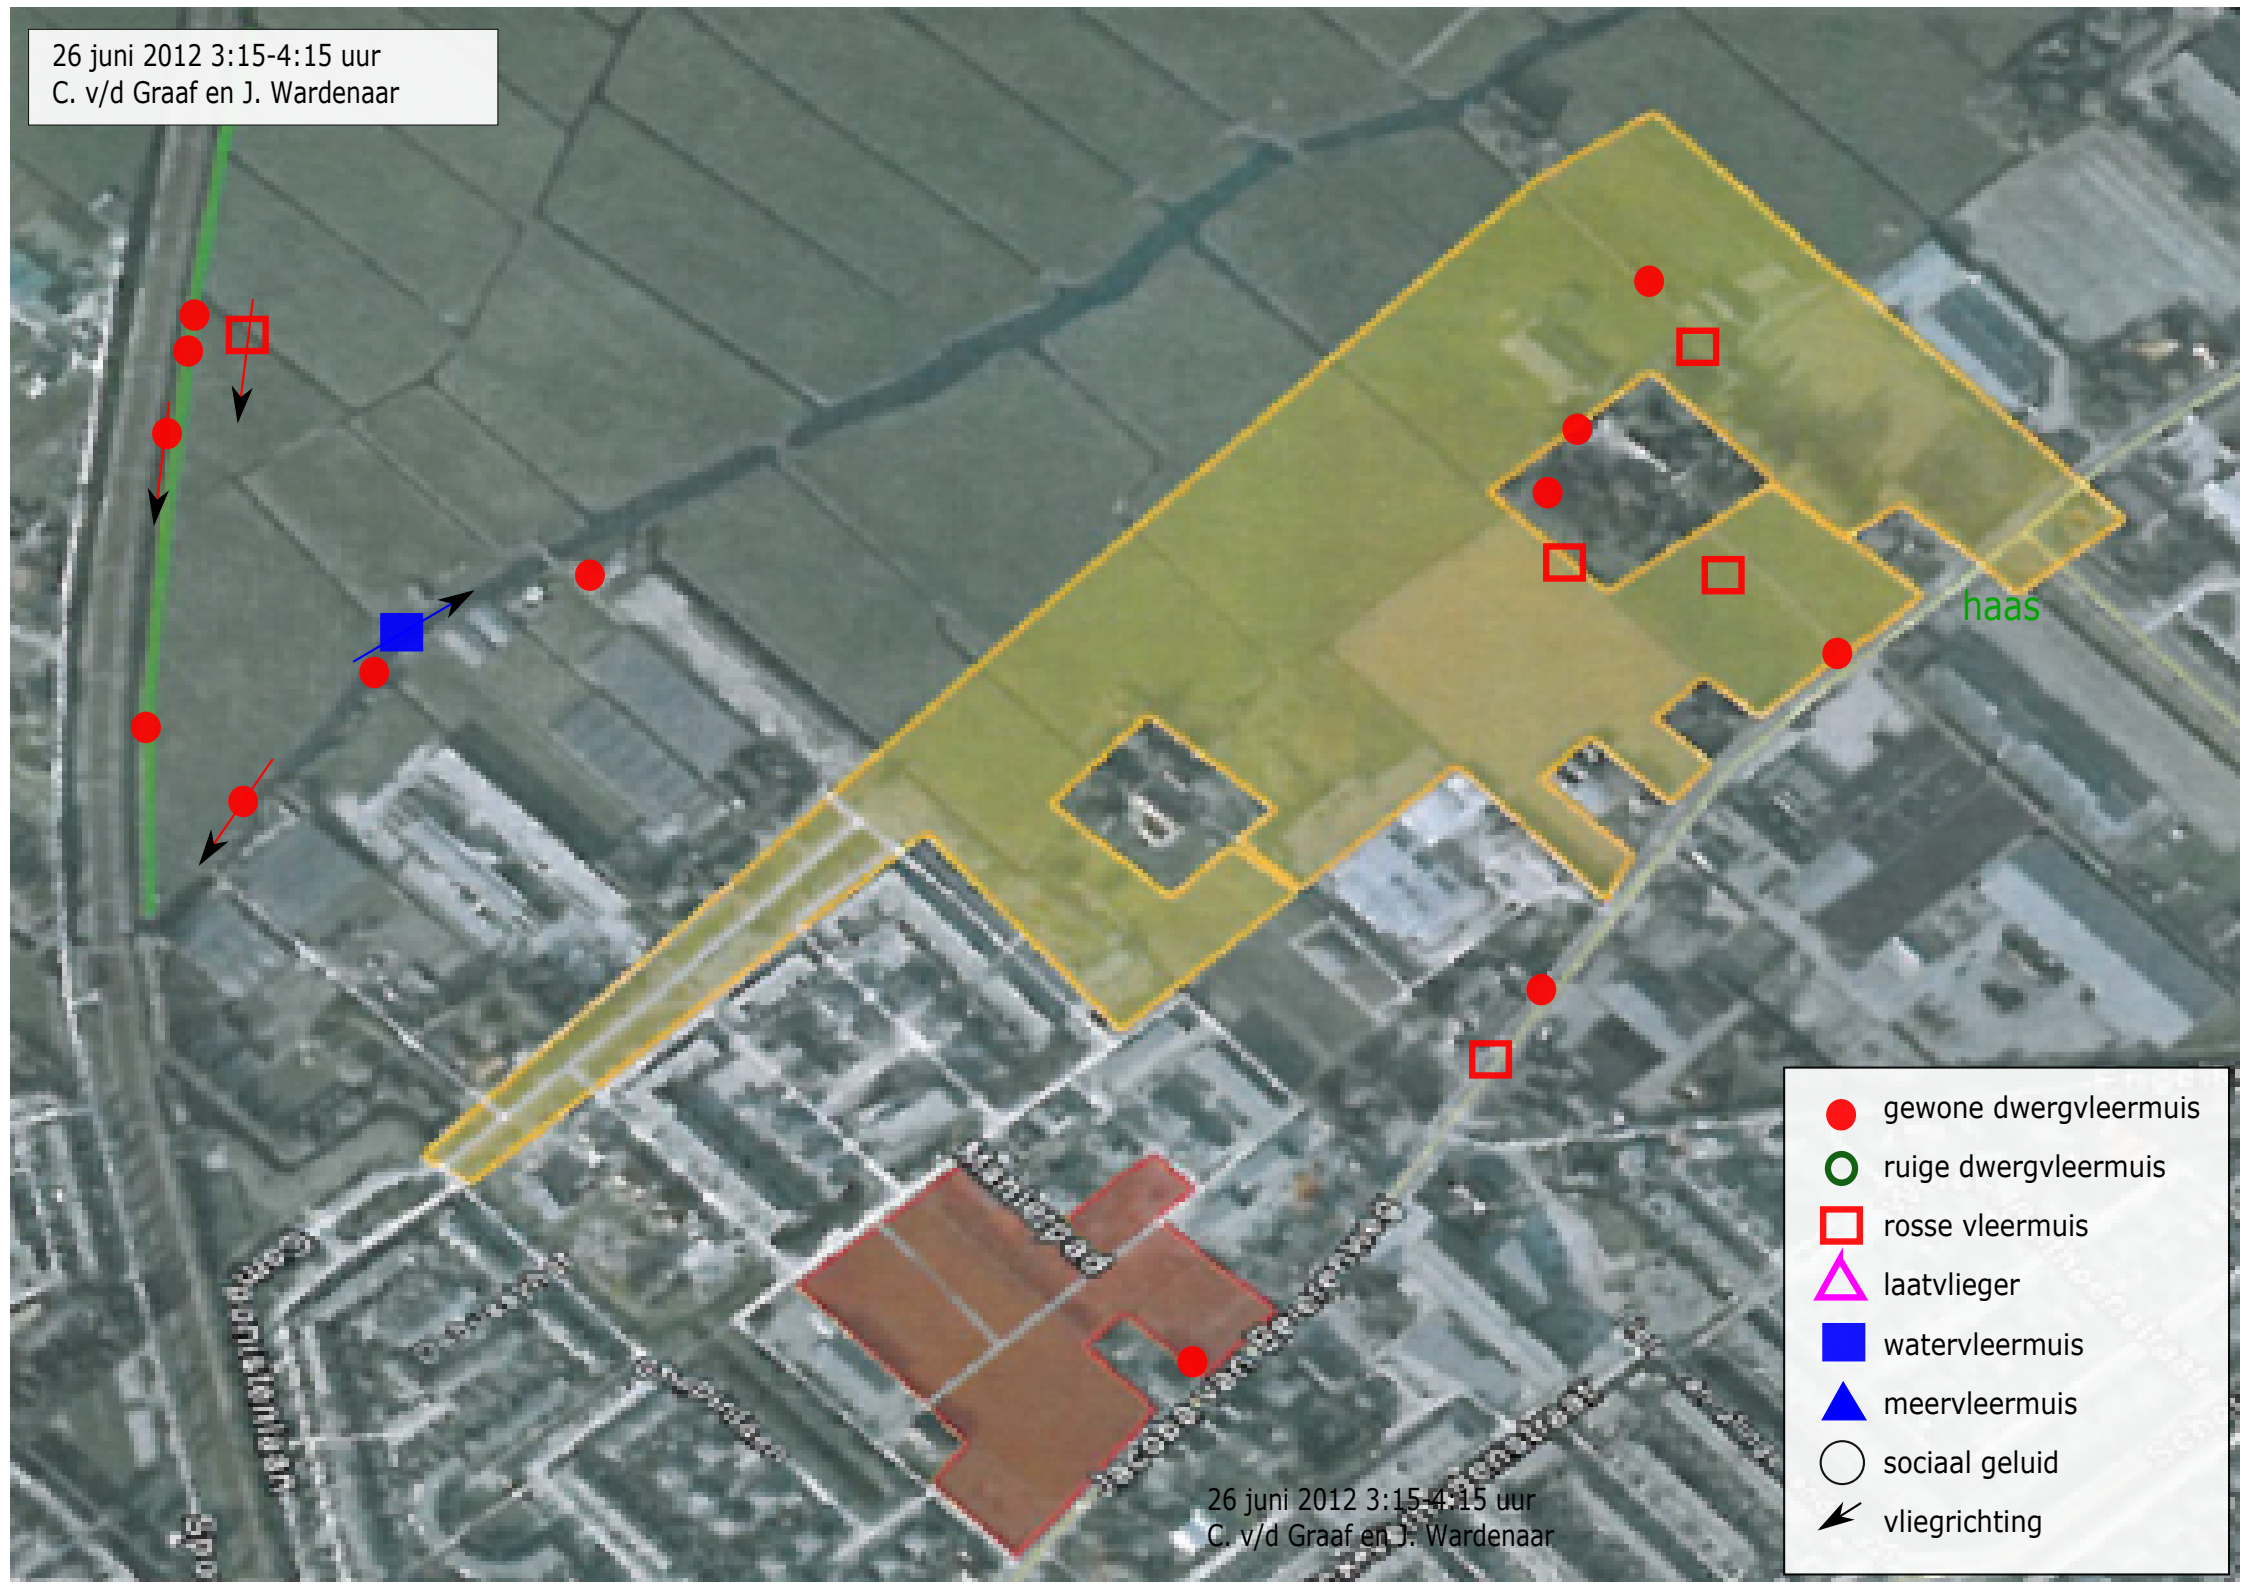 26 juni 2012 3:15-4:15 uur
C. v/d Graaf en J. Wardenaar
haas
gewone dwergvleermuis
ruige dwergvleermuis
rosse vleermuis
laatvlieger
watervleermuis
meervleermuis
sociaal geluid
vliegrichting
26 juni 2012 3:15-4:15 uur
C. v/d Graaf en J. Wardenaar